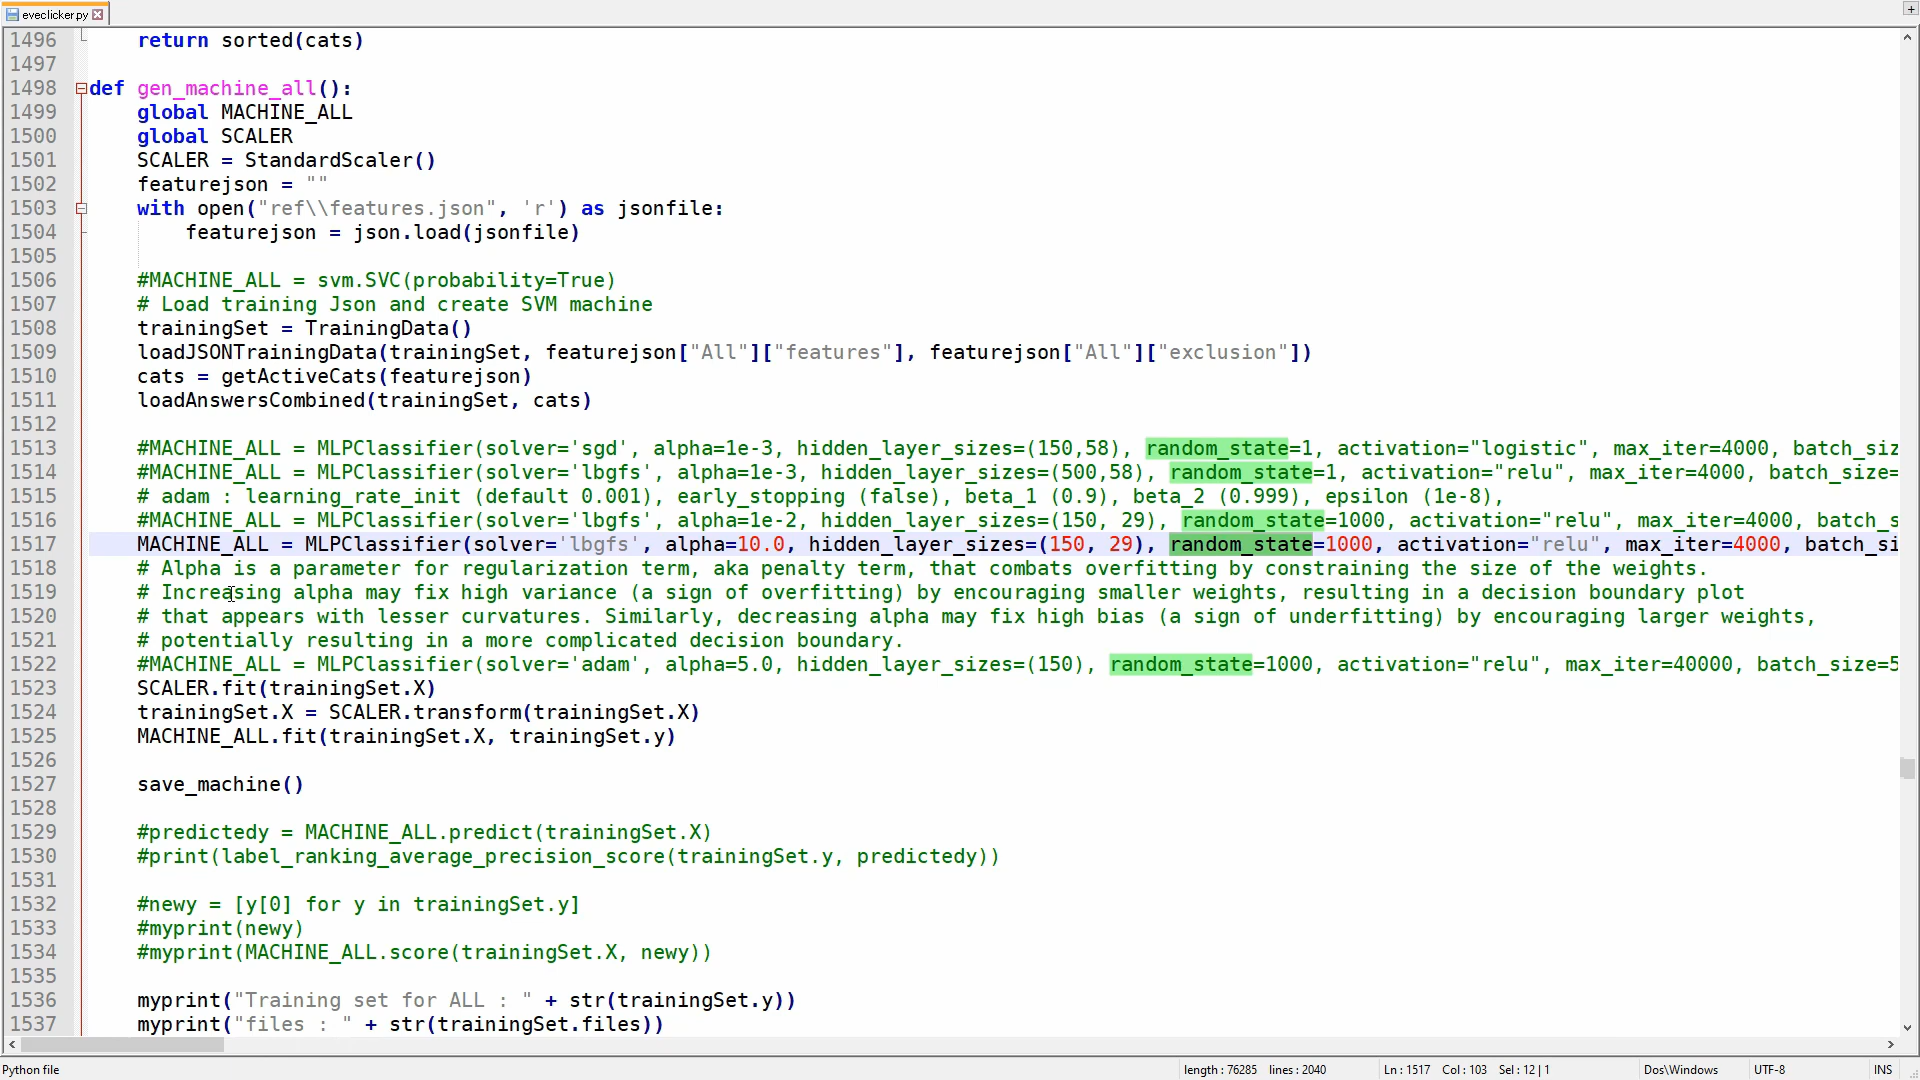 eveclicker.py
1496 return sorted(cats)
1497
1498 def gen_machine_all():
1499 global MACHINE_ALL
1500 global SCALER
1501 SCALER = StandardScaler()
1502 featurejson = ""
1503 with open("ref\\features.json", 'r') as jsonfile:
1504 featurejson = json.load(jsonfile)
1505
1506 #MACHINE_ALL = svm.SVC(probability=True)
1507 # Load training Json and create SVM machine
1508 trainingSet = TrainingData()
1509 loadJSONTrainingData(trainingSet, featurejson["All"]["features"], featurejson["All"]["exclusion"])
1510 cats = getActiveCats(featurejson)
1511 loadAnswersCombined(trainingSet, cats)
1512
1513 #MACHINE_ALL = MLPClassifier(solver='sgd', alpha=1e-3, hidden_layer_sizes=(150,58), random_state=1, activation="logistic", max_iter=4000, batch_siz
1514 #MACHINE_ALL = MLPClassifier(solver='lbgfs', alpha=1e-3, hidden_layer_sizes=(500,58), random_state=1, activation="relu", max_iter=4000, batch_size=
1515 # adam : learning_rate_init (default 0.001), early_stopping (false), beta_1 (0.9), beta_2 (0.999), epsilon (1e-8),
1516 #MACHINE_ALL = MLPClassifier(solver='lbgfs', alpha=1e-2, hidden_layer_sizes=(150, 29), random_state=1000, activation="relu", max_iter=4000, batch_s
1517 MACHINE_ALL = MLPClassifier(solver='lbgfs', alpha=10.0, hidden_layer_sizes=(150, 29), random_state=1000, activation="relu", max_iter=4000, batch_si
1518 # Alpha is a parameter for regularization term, aka penalty term, that combats overfitting by constraining the size of the weights.
1519 # Increasing alpha may fix high variance (a sign of overfitting) by encouraging smaller weights, resulting in a decision boundary plot
1520 # that appears with lesser curvatures. Similarly, decreasing alpha may fix high bias (a sign of underfitting) by encouraging larger weights,
1521 # potentially resulting in a more complicated decision boundary.
1522 #MACHINE_ALL = MLPClassifier(solver='adam', alpha=5.0, hidden_layer_sizes=(150), random_state=1000, activation="relu", max_iter=40000, batch_size=5
1523 SCALER.fit(trainingSet.X)
1524 trainingSet.X = SCALER.transform(trainingSet.X)
1525 MACHINE_ALL.fit(trainingSet.X, trainingSet.y)
1526
1527 save_machine()
1528
1529 #predictedy = MACHINE_ALL.predict(trainingSet.X)
1530 #print(label_ranking_average_precision_score(trainingSet.y, predictedy))
1531
1532 #newy = [y[0] for y in trainingSet.y]
1533 #myprint(newy)
1534 #myprint(MACHINE_ALL.score(trainingSet.X, newy))
1535
1536 myprint("Training set for ALL : " + str(trainingSet.y))
1537 myprint("files : " + str(trainingSet.files))
Python file length : 76285 lines : 2040 Ln : 1517 Col : 103 Sel : 12 | 1 Dos\Windows UTF-8 INS